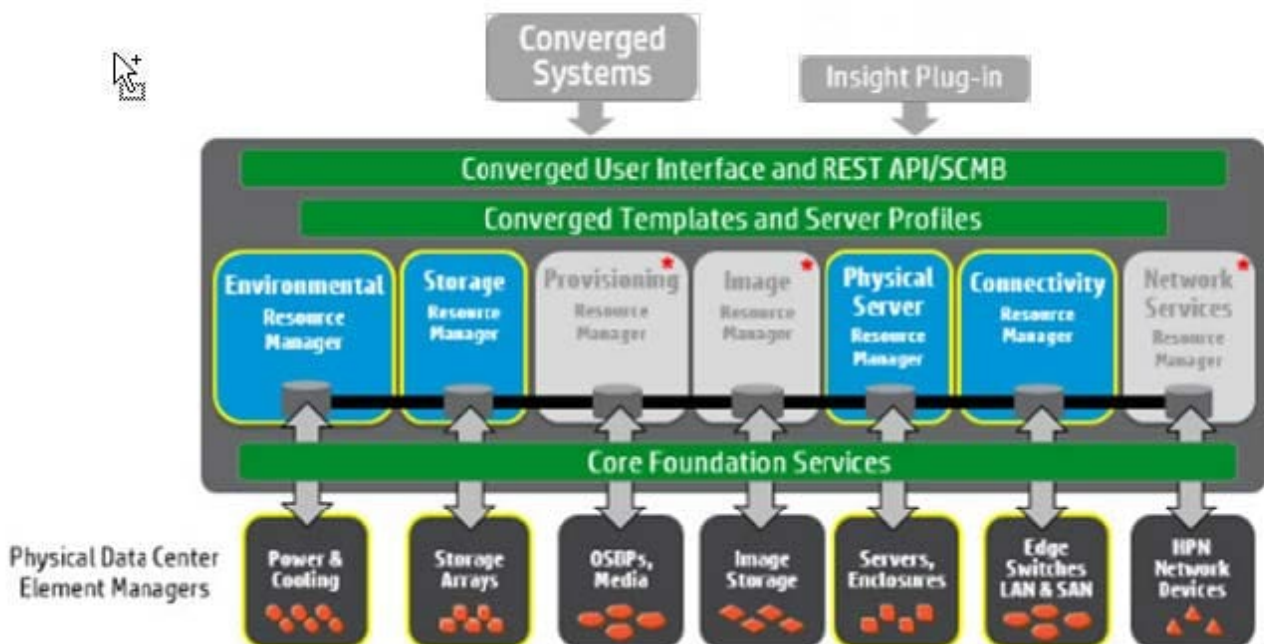 Converged
Systems
Insight Plug-in
Converged User Interface and REST API/SCMB
Converged Templates and Server Profiles
Environmental
Resource
Manager
Storage
Resource
Manager
Provisioning
Resource
Manager
Image
Resource
Manager
Physical
Server
Resource
Manager
Connectivity
Resource
Manager
Network
Services
Resource
Manager
Core Foundation Services
Physical Data Center
Element Managers
Power &
Cooling
Storage
Arrays
OSBPs,
Media
Image
Storage
Servers,
Enclosures
Edge
Switches
LAN & SAN
HPN
Network
Devices